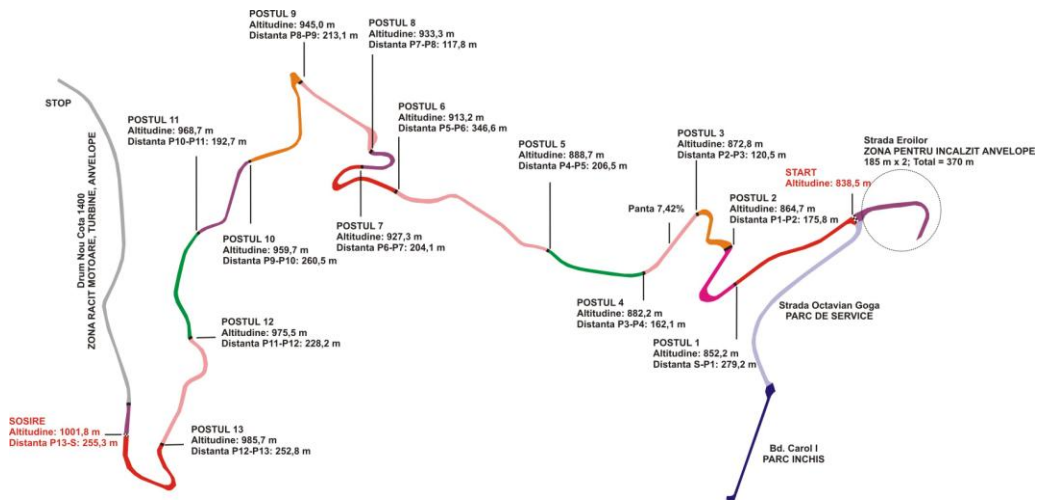 POSTUL 9
Altitudine: 945,0 m
Distanta P8-P9: 213,1 m
POSTUL 8
Altitudine: 933,3 m
Distanta P7-P8: 117,8 m
STOP
POSTUL 11
Altitudine: 968,7 m
Distanta P10-P11: 192,7 m
POSTUL 6
Altitudine: 913,2 m
Distanta P5-P6: 346,6 m
POSTUL 5
Altitudine: 888,7 m
Distanta P4-P5: 206,5 m
POSTUL 3
Altitudine: 872,8 m
Distanta P2-P3: 120,5 m
Strada Eroilor
ZONA PENTRU INCALZIT ANVELOPE
185 m x 2; Total = 370 m
START
Altitudine: 838,5 m
POSTUL 2
Altitudine: 864,7 m
Distanta P1-P2: 175,8 m
Panta 7,42%
Drum Nou Cota 1400
ZONA RACIT MOTOARE, TURBINE, ANVELOPE
POSTUL 10
Altitudine: 959,7 m
Distanta P9-P10: 260,5 m
POSTUL 7
Altitudine: 927,3 m
Distanta P6-P7: 204,1 m
POSTUL 4
Altitudine: 882,2 m
Distanta P3-P4: 162,1 m
Strada Octavian Goga
PARC DE SERVICE
POSTUL 12
Altitudine: 975,5 m
Distanta P11-P12: 228,2 m
POSTUL 1
Altitudine: 852,2 m
Distanta S-P1: 279,2 m
SOSIRE
Altitudine: 1001,8 m
Distanta P13-S: 255,3 m
POSTUL 13
Altitudine: 985,7 m
Distanta P12-P13: 252,8 m
Bd. Carol I
PARC INCHIS